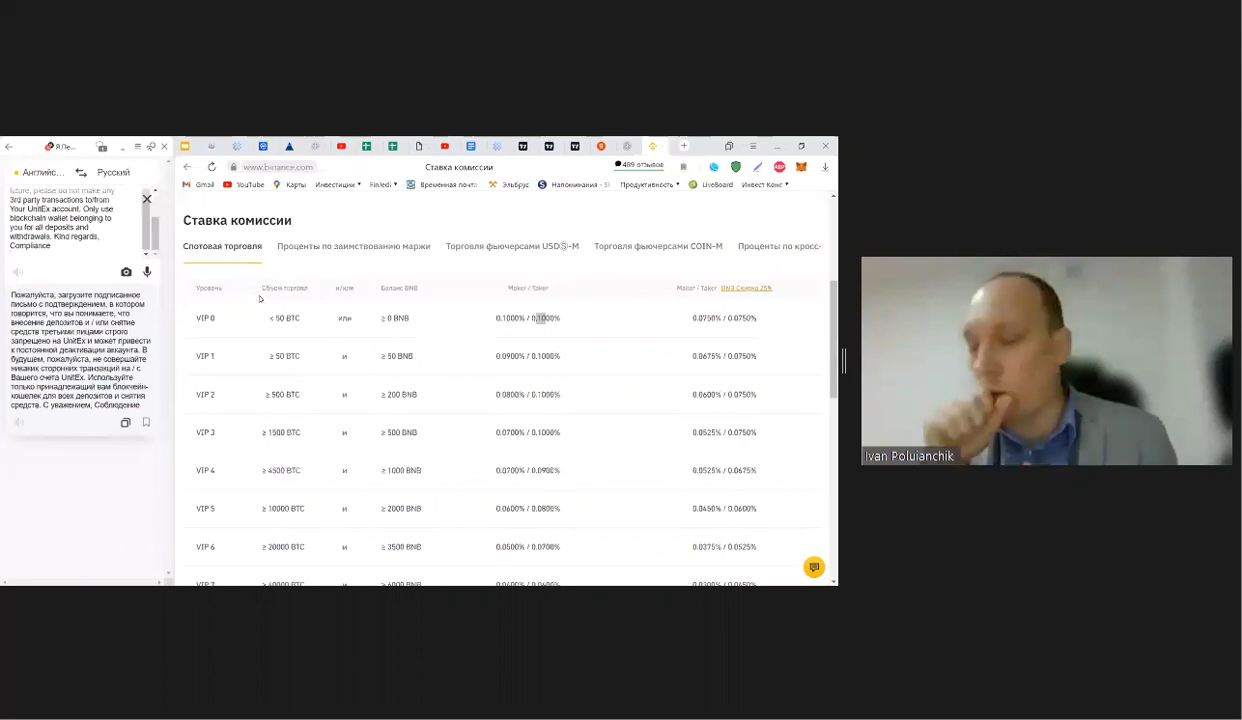 Я Пе...
Английс...
Русский
future, please do not make any
3rd party transactions to/from
Your UnitEx account. Only use
blockchain wallet belonging to
you for all deposits and
withdrawals. Kind regards,
Compliance
Пожалуйста, загрузите подписанное
письмо с подтверждением, в котором
говорится, что вы понимаете, что
внесение депозитов и / или снятие
средств третьими лицами строго
запрещено на UnitEx и может привести
к постоянной деактивации аккаунта. В
будущем, пожалуйста, не совершайте
никаких сторонних транзакций на / с
Вашего счета UnitEx. Используйте
только принадлежащий вам блокчейн-
кошелек для всех депозитов и снятия
средств. С уважением, Соблюдение
www.binance.com
Ставка комиссии
489 отзывов
Gmail YouTube Карты Инвестиции FinJedi Временная почта Эльбрус Напоминания - Si Продуктивность LiveBoard Инвест Конс
Ставка комиссии
Спотовая торговля Проценты по заимствованию маржи Торговля фьючерсами USDⓈ-M Торговля фьючерсами COIN-M Проценты по кросс-
Уровень Объем торговл и/или Баланс BNB Maker / Taker Maker / Taker BNB Скидка 25%
VIP 0 < 50 BTC или ≥ 0 BNB 0.1000% / 0.1000% 0.0750% / 0.0750%
VIP 1 ≥ 50 BTC и ≥ 50 BNB 0.0900% / 0.1000% 0.0675% / 0.0750%
VIP 2 ≥ 500 BTC и ≥ 200 BNB 0.0800% / 0.1000% 0.0600% / 0.0750%
VIP 3 ≥ 1500 BTC и ≥ 500 BNB 0.0700% / 0.1000% 0.0525% / 0.0750%
VIP 4 ≥ 4500 BTC и ≥ 1000 BNB 0.0700% / 0.0900% 0.0525% / 0.0675%
VIP 5 ≥ 10000 BTC и ≥ 2000 BNB 0.0600% / 0.0800% 0.0450% / 0.0600%
VIP 6 ≥ 20000 BTC и ≥ 3500 BNB 0.0500% / 0.0700% 0.0375% / 0.0525%
Ivan Poluianchik